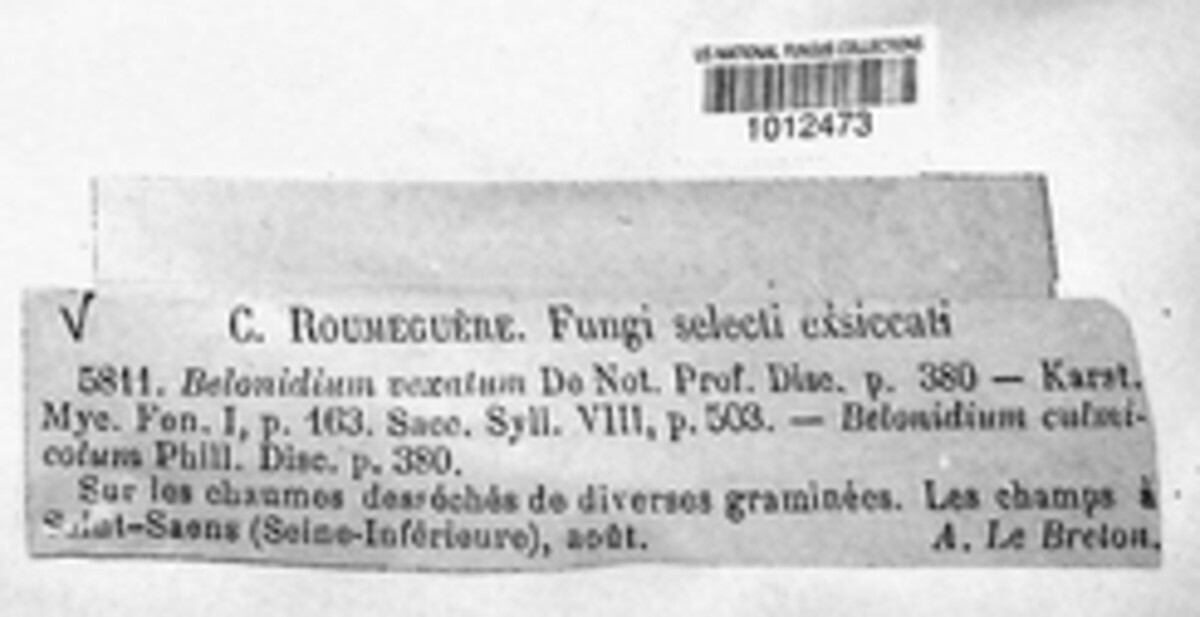 US NATIONAL FUNGUS COLLECTIONS
1012473
V
C. ROUMEGUÈRE. Fungi selecti exsiccati
5811. Belonidium vexatum De Not. Prof. Disc. p. 380 — Karst.
Myc. Fen. I, p. 163. Sacc. Syll. VIII, p. 503. — Belonidium culmi-
colum Phill. Disc. p. 380.
Sur les chaumes desséchés de diverses graminées. Les champs à
Saint-Saens (Seine-Inférieure), août. A. Le Breton.